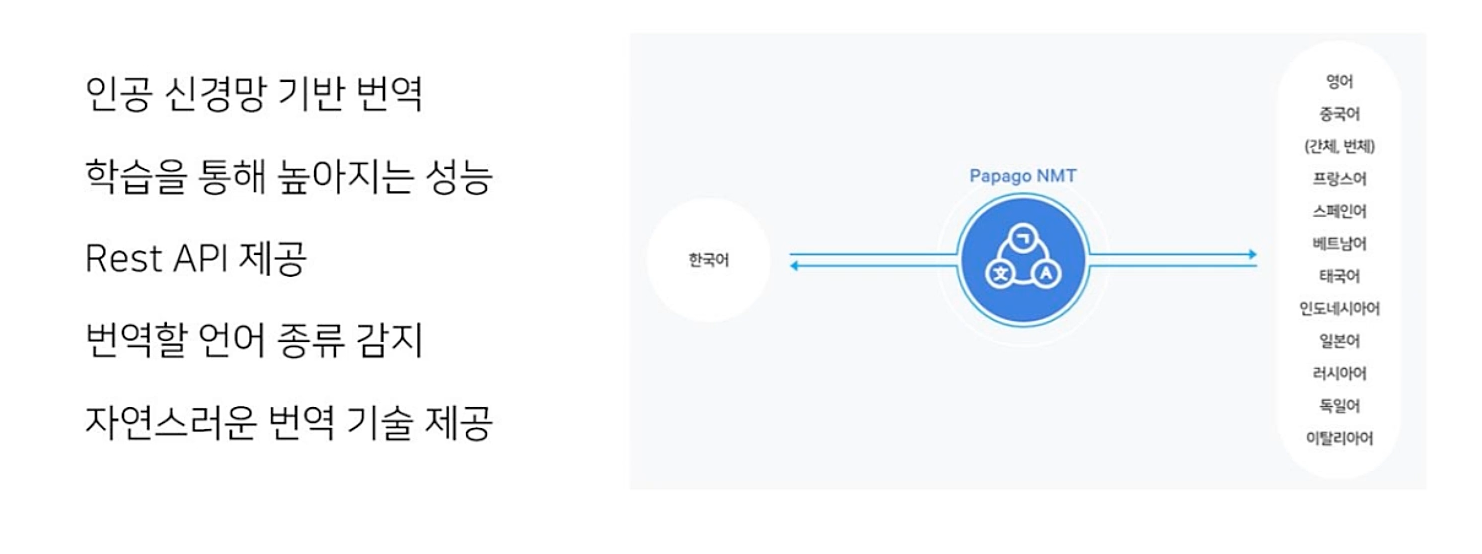 인공 신경망 기반 번역
학습을 통해 높아지는 성능
Rest API 제공
번역할 언어 종류 감지
자연스러운 번역 기술 제공
한국어
Papago NMT
ㄱ
文
A
영어
중국어
(간체, 번체)
프랑스어
스페인어
베트남어
태국어
인도네시아어
일본어
러시아어
독일어
이탈리아어